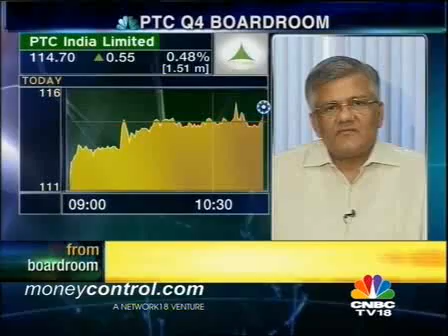 PTC Q4 BOARDROOM
PTC India Limited
114.70 ▲ 0.55 0.48%
[1.51 m]
TODAY
116
111
09:00 10:30
from
boardroom
moneycontrol.com
A NETWORK18 VENTURE
CNBC
TV18